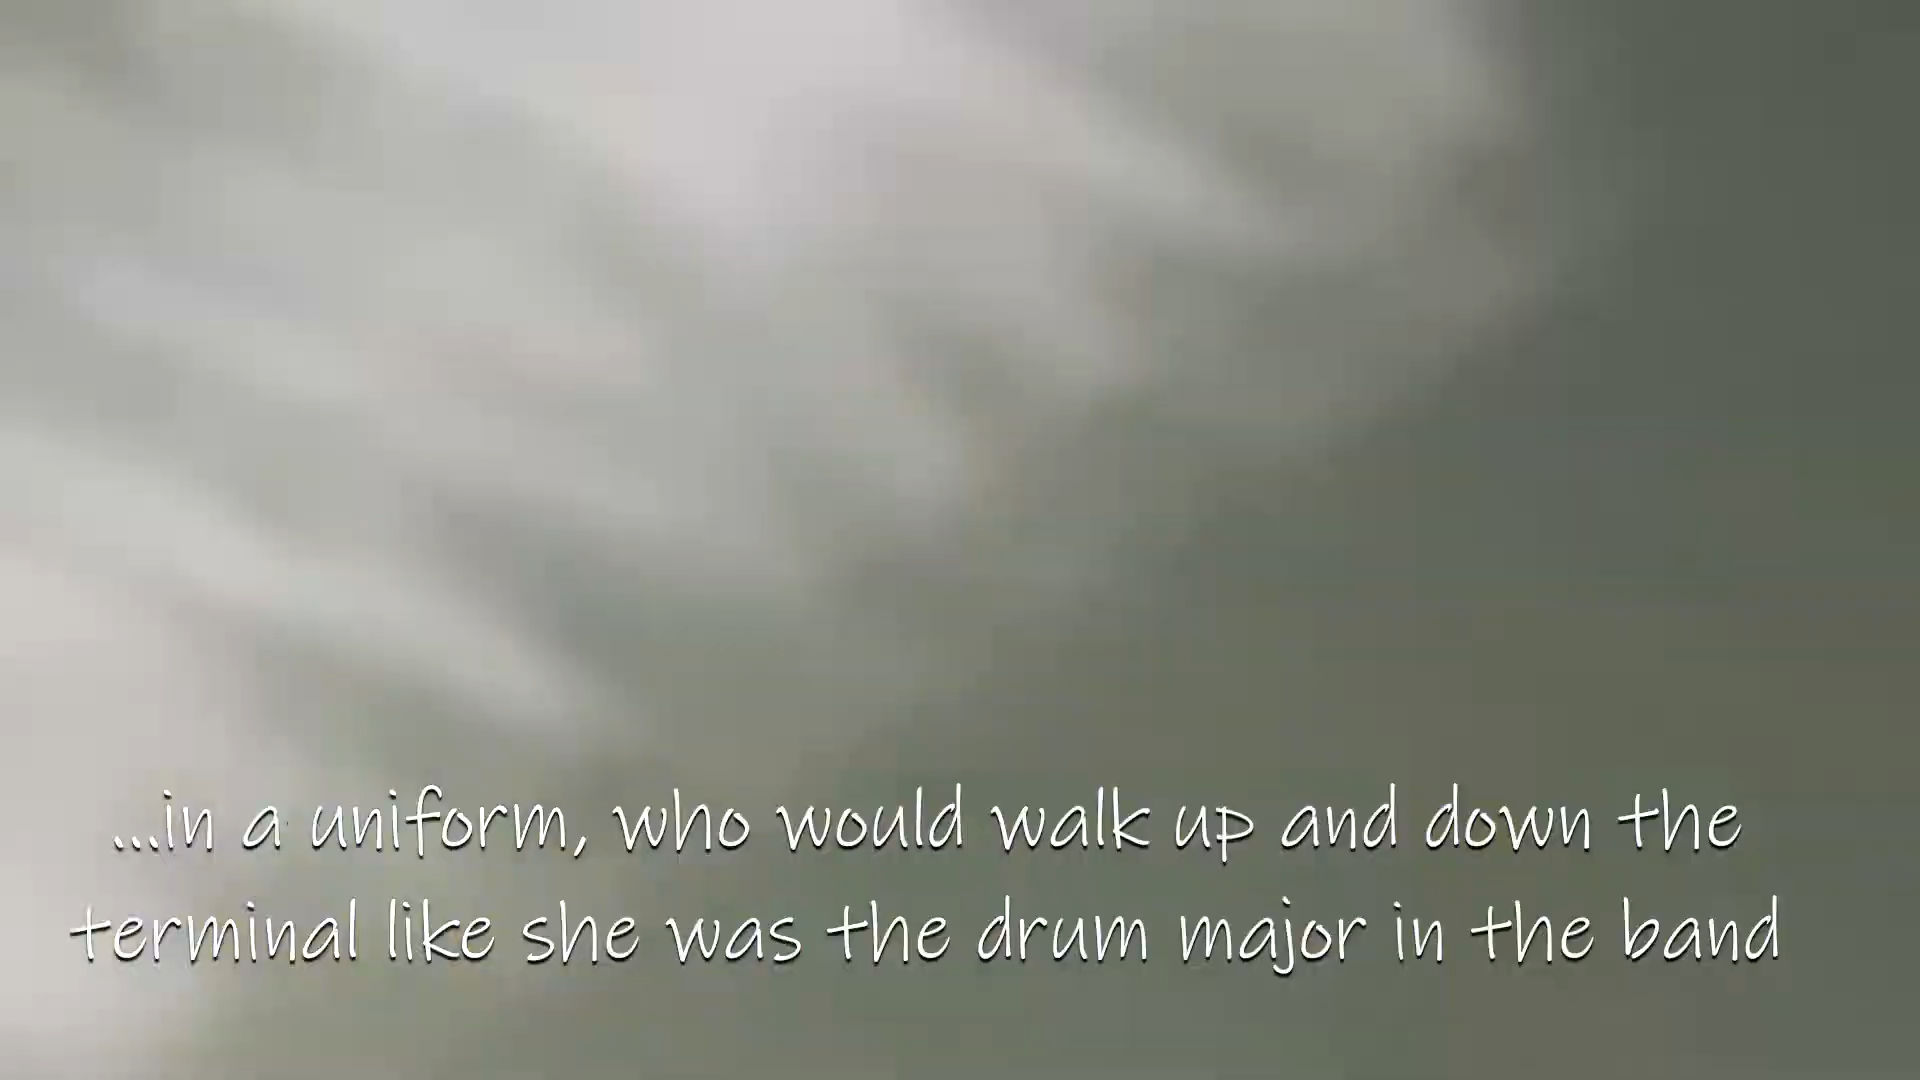 ...in a uniform, who would walk up and down the
terminal like she was the drum major in the band